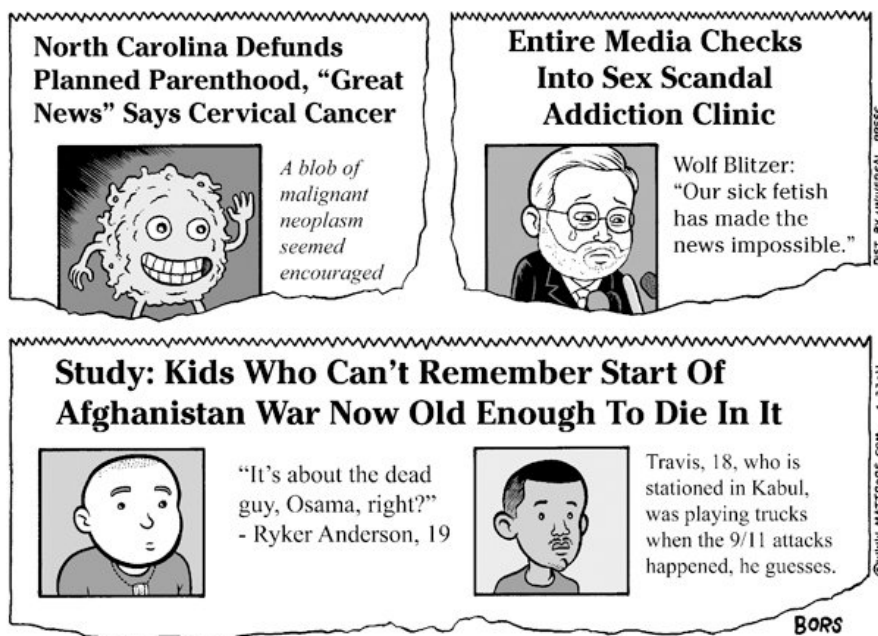 North Carolina Defunds
Planned Parenthood, “Great
News” Says Cervical Cancer
A blob of
malignant
neoplasm
seemed
encouraged
Entire Media Checks
Into Sex Scandal
Addiction Clinic
Wolf Blitzer:
“Our sick fetish
has made the
news impossible.”
DIST. BY UNIVERSAL PRESS
Study: Kids Who Can’t Remember Start Of
Afghanistan War Now Old Enough To Die In It
“It’s about the dead
guy, Osama, right?”
- Ryker Anderson, 19
Travis, 18, who is
stationed in Kabul,
was playing trucks
when the 9/11 attacks
happened, he guesses.
BORS